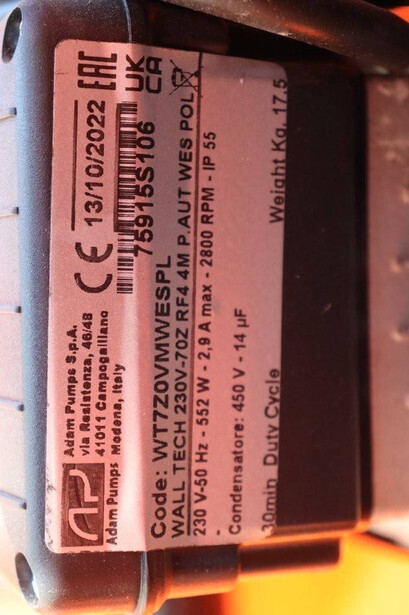 AP
Adam Pumps
Adam Pumps S.p.A.
via Resistenza, 46/48
41011 Campogalliano
Modena, Italy
CE 13/10/2022 EAC
UK
CA
75915S106
Code: WT7Z0VMWESPL
WALL TECH 230V-70Z RF4 4M P.AUT WES POL
230 V-50 Hz - 552 W - 2,9 A max - 2800 RPM - IP 55
-
Condensatore: 450 V - 14 µF
30min Duty Cycle
Weight Kg. 17.5